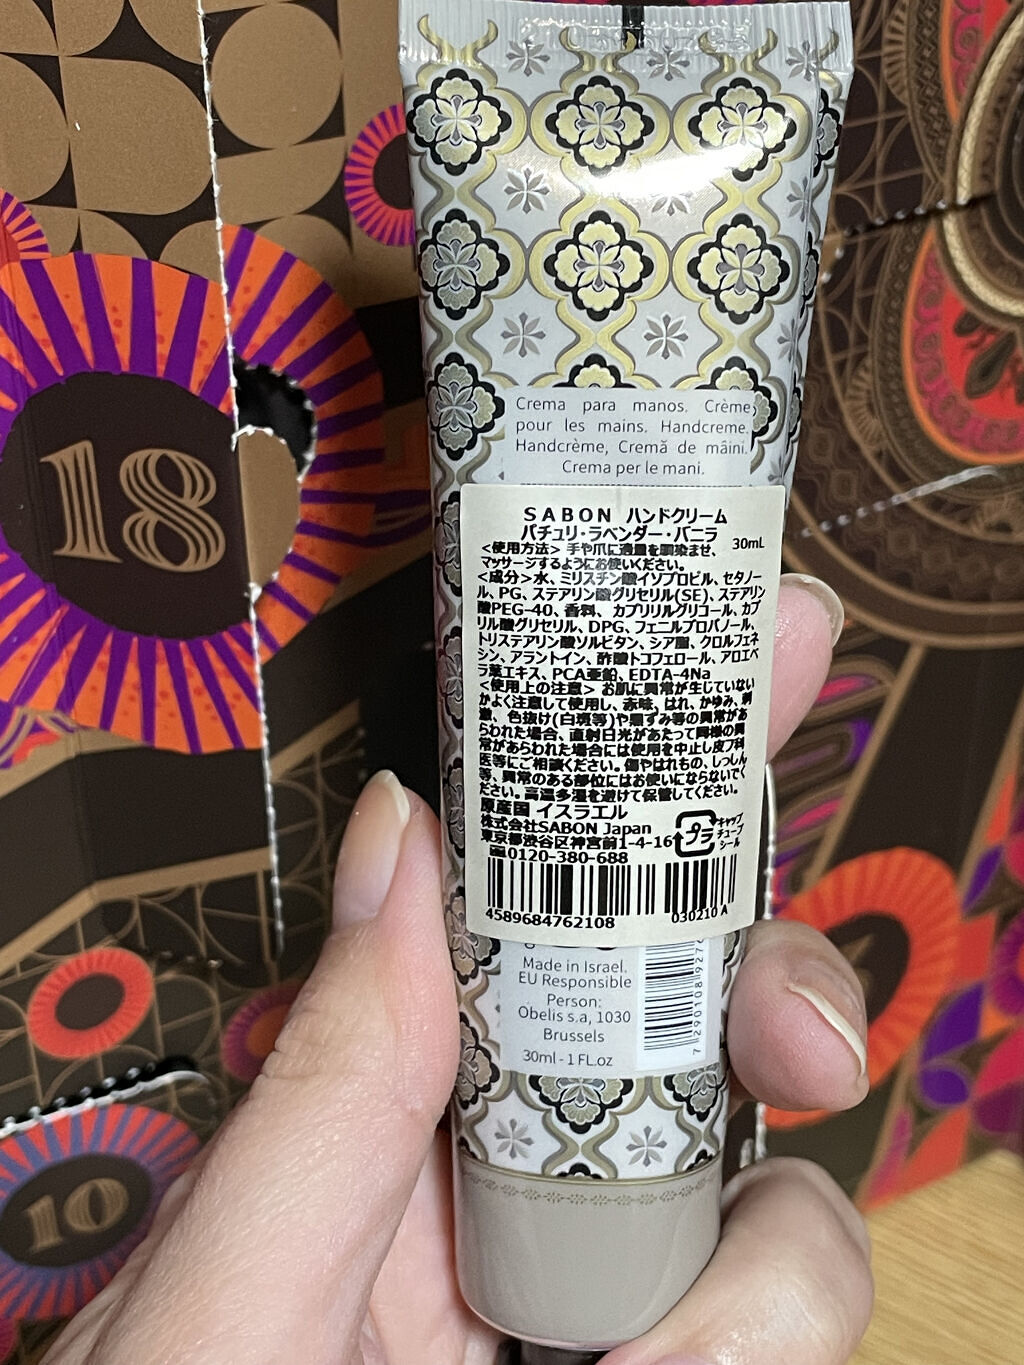 18
10
Crema para manos. Crème
pour les mains. Handcreme.
Handcrème, Cremă de mâini.
Crema per le mani.
SABON ハンドクリーム
パチュリ・ラベンダー・バニラ
30mL
<使用方法> 手や爪に適量を馴染ませ、
マッサージするようにお使いください。
<成分>水、ミリスチン酸イソプロピル、セタノー
ル、PG、ステアリン酸グリセリル(SE)、ステアリン
酸PEG-40、香料、カプリリルグリコール、カプ
リル酸グリセリル、DPG、フェニルプロパノール、
トリステアリン酸ソルビタン、シア脂、クロルフェネ
シン、アラントイン、酢酸トコフェロール、アロエベ
ラ葉エキス、PCA亜鉛、EDTA-4Na
<使用上の注意> お肌に異常が生じていない
かよく注意して使用し、赤味、はれ、かゆみ、刺
激、色抜け(白斑等)や黒ずみ等の異常があ
らわれた場合、直射日光があたって同様の異
常があらわれた場合には使用を中止し皮フ科
医等にご相談ください。傷やはれもの、しっしん
等、異常のある部位にはお使いにならないでく
ださい。高温多湿を避けて保管してください。
原産国 イスラエル
株式会社SABON Japan
東京都渋谷区神宮前1-4-16
☎0120-380-688
プラ
キャップ
チューブ
シール
4589684762108
030210 A
Made in Israel.
EU Responsible
Person:
Obelis s.a, 1030
Brussels
30ml - 1 FL.oz
7 290108 927